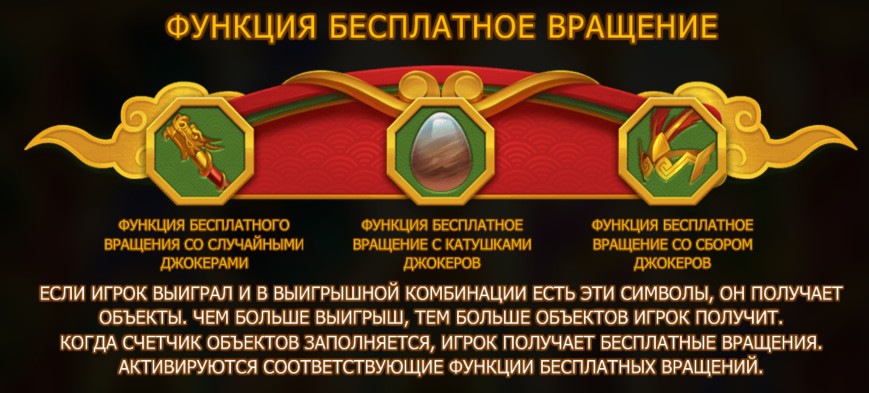 ФУНКЦИЯ БЕСПЛАТНОЕ ВРАЩЕНИЕ
ФУНКЦИЯ БЕСПЛАТНОГО
ВРАЩЕНИЯ СО СЛУЧАЙНЫМИ
ДЖОКЕРАМИ
ФУНКЦИЯ БЕСПЛАТНОЕ
ВРАЩЕНИЕ С КАТУШКАМИ
ДЖОКЕРОВ
ФУНКЦИЯ БЕСПЛАТНОЕ
ВРАЩЕНИЕ СО СБОРОМ
ДЖОКЕРОВ
ЕСЛИ ИГРОК ВЫИГРАЛ И В ВЫИГРЫШНОЙ КОМБИНАЦИИ ЕСТЬ ЭТИ СИМВОЛЫ, ОН ПОЛУЧАЕТ
ОБЪЕКТЫ. ЧЕМ БОЛЬШЕ ВЫИГРЫШ, ТЕМ БОЛЬШЕ ОБЪЕКТОВ ИГРОК ПОЛУЧИТ.
КОГДА СЧЕТЧИК ОБЪЕКТОВ ЗАПОЛНЯЕТСЯ, ИГРОК ПОЛУЧАЕТ БЕСПЛАТНЫЕ ВРАЩЕНИЯ.
АКТИВИРУЮТСЯ СООТВЕТСТВУЮЩИЕ ФУНКЦИИ БЕСПЛАТНЫХ ВРАЩЕНИЙ.